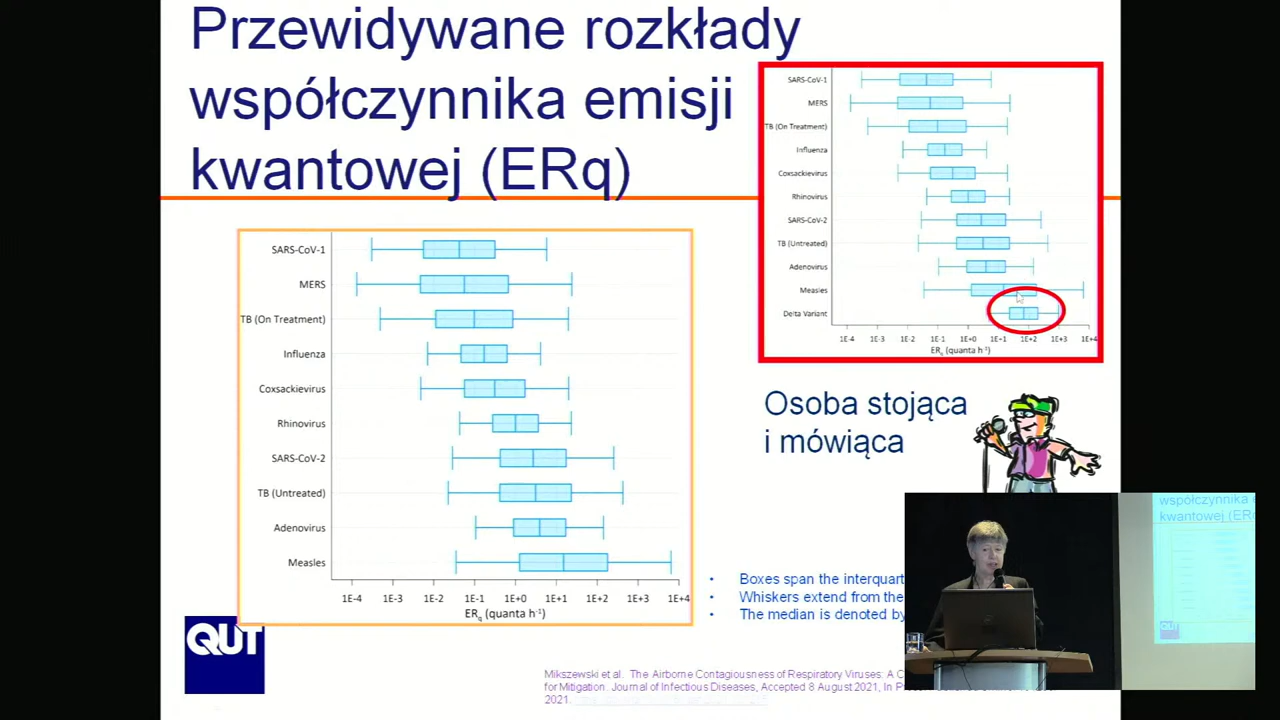 Przewidywane rozkłady
współczynnika emisji
kwantowej (ERq)
SARS-CoV-1
MERS
TB (On Treatment)
Influenza
Coxsackievirus
Rhinovirus
SARS-CoV-2
TB (Untreated)
Adenovirus
Measles
1E-4 1E-3 1E-2 1E-1 1E+0 1E+1 1E+2 1E+3 1E+4
ERq (quanta h-1)
SARS-CoV-1
MERS
TB (On Treatment)
Influenza
Coxsackievirus
Rhinovirus
SARS-CoV-2
TB (Untreated)
Adenovirus
Measles
Delta Variant
1E-4 1E-3 1E-2 1E-1 1E+0 1E-1 1E+2 1E+3 1E+4
ERq (quanta h-1)
Osoba stojąca
i mówiąca
• Boxes span the interquart
• Whiskers extend from the
• The median is denoted by
QUT
Mikszewski et al. The Airborne Contagiousness of Respiratory Viruses: A C
for Mitigation. Journal of Infectious Diseases, Accepted 8 August 2021, In
2021.
współczynnika
kwantowej (ER